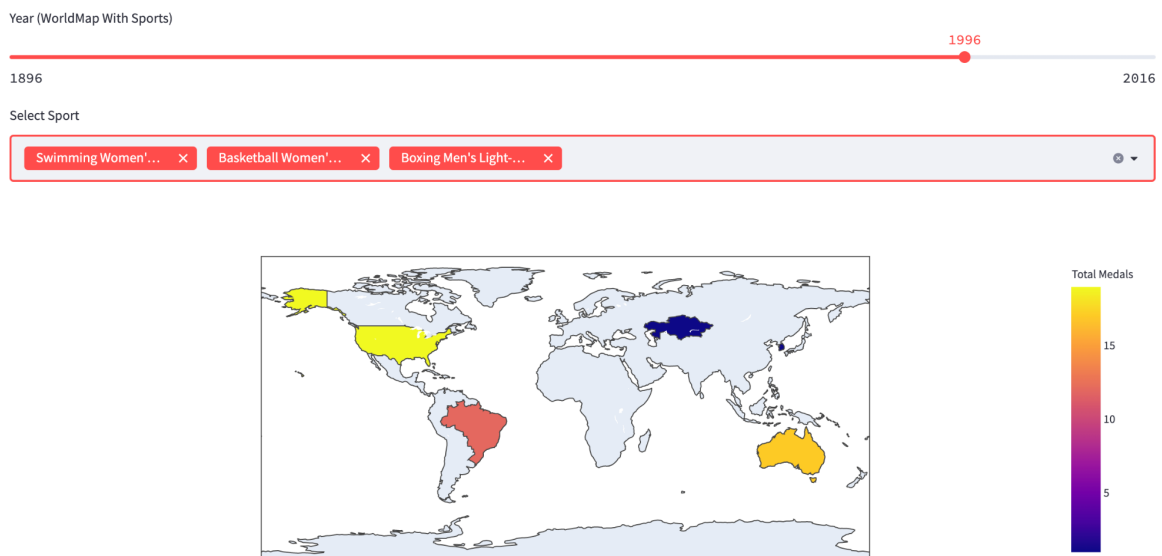 Year (WorldMap With Sports)
1996
1896 2016
Select Sport
Swimming Women'... × Basketball Women'... × Boxing Men's Light-... ×
Total Medals
15
10
5